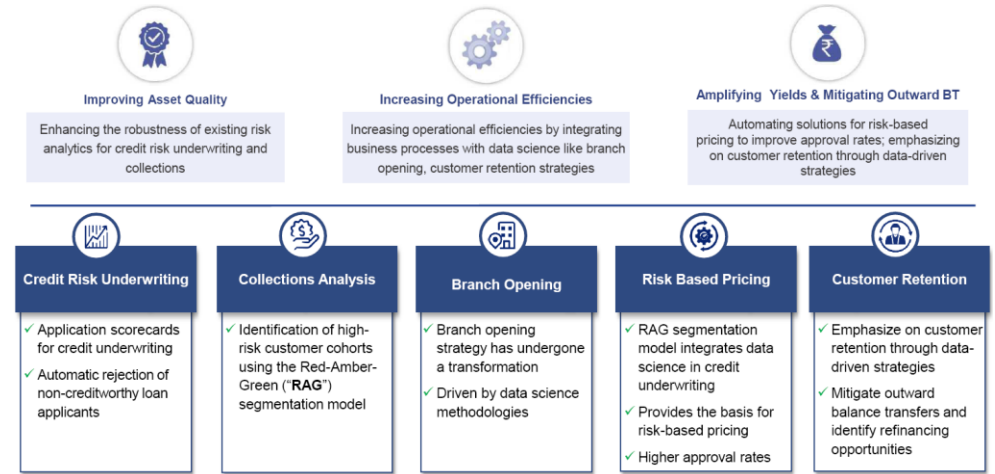 Improving Asset Quality
Enhancing the robustness of existing risk
analytics for credit risk underwriting and
collections
Increasing Operational Efficiencies
Increasing operational efficiencies by integrating
business processes with data science like branch
opening, customer retention strategies
Amplifying Yields & Mitigating Outward BT
Automating solutions for risk-based
pricing to improve approval rates; emphasizing
on customer retention through data-driven
strategies
Credit Risk Underwriting
✓ Application scorecards
for credit underwriting
✓ Automatic rejection of
non-creditworthy loan
applicants
Collections Analysis
✓ Identification of high-
risk customer cohorts
using the Red-Amber-
Green (“RAG”)
segmentation model
Branch Opening
✓ Branch opening
strategy has undergone
a transformation
✓ Driven by data science
methodologies
Risk Based Pricing
✓ RAG segmentation
model integrates data
science in credit
underwriting
✓ Provides the basis for
risk-based pricing
✓ Higher approval rates
Customer Retention
✓ Emphasize on customer
retention through data-
driven strategies
✓ Mitigate outward
balance transfers and
identify refinancing
opportunities